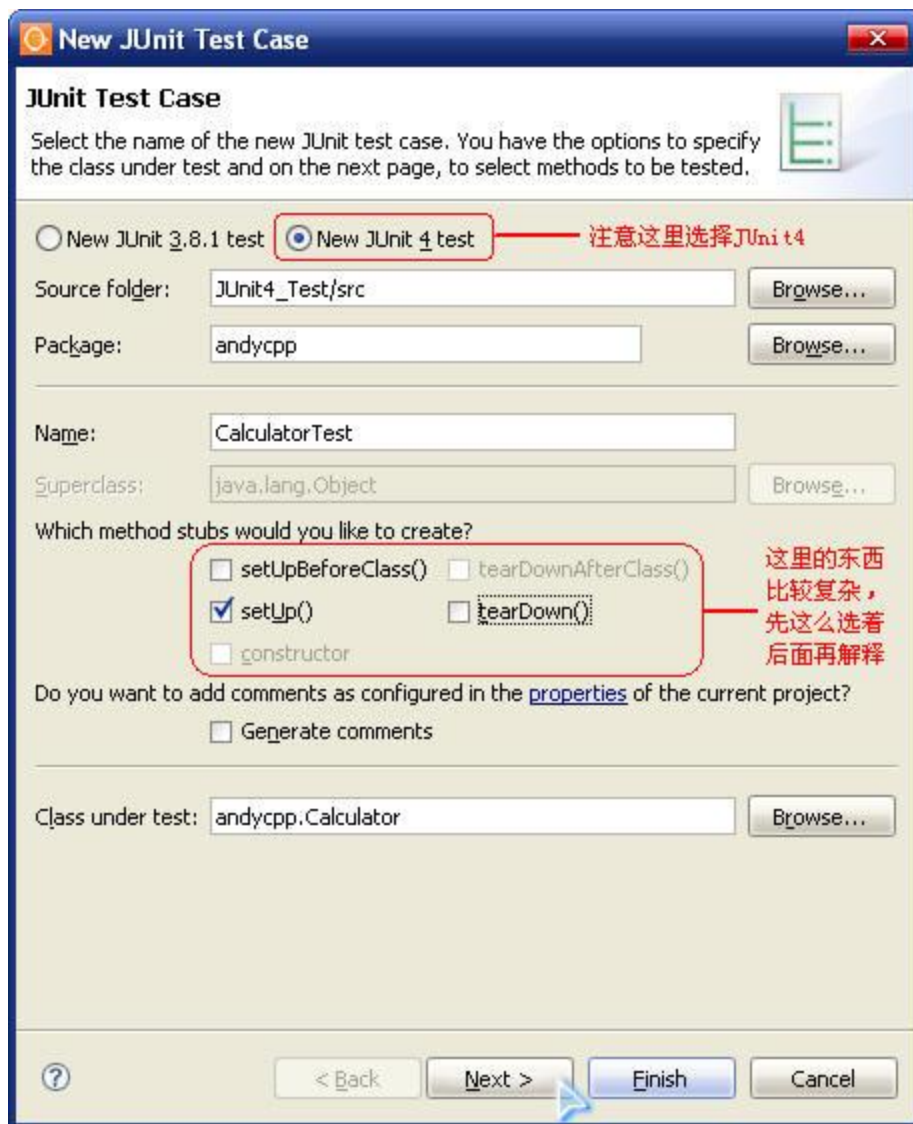 New JUnit Test Case
JUnit Test Case
Select the name of the new JUnit test case. You have the options to specify
the class under test and on the next page, to select methods to be tested.
New JUnit 3.8.1 test New JUnit 4 test 注意这里选择JUnit4
Source folder: JUnit4_Test/src Browse...
Package: andycpp Browse...
Name: CalculatorTest
Superclass: java.lang.Object Browse...
Which method stubs would you like to create?
setUpBeforeClass() tearDownAfterClass()
setUp() tearDown()
constructor
这里的东西
比较复杂，
先这么选着
后面再解释
Do you want to add comments as configured in the properties of the current project?
Generate comments
Class under test: andycpp.Calculator Browse...
? < Back Next > Finish Cancel